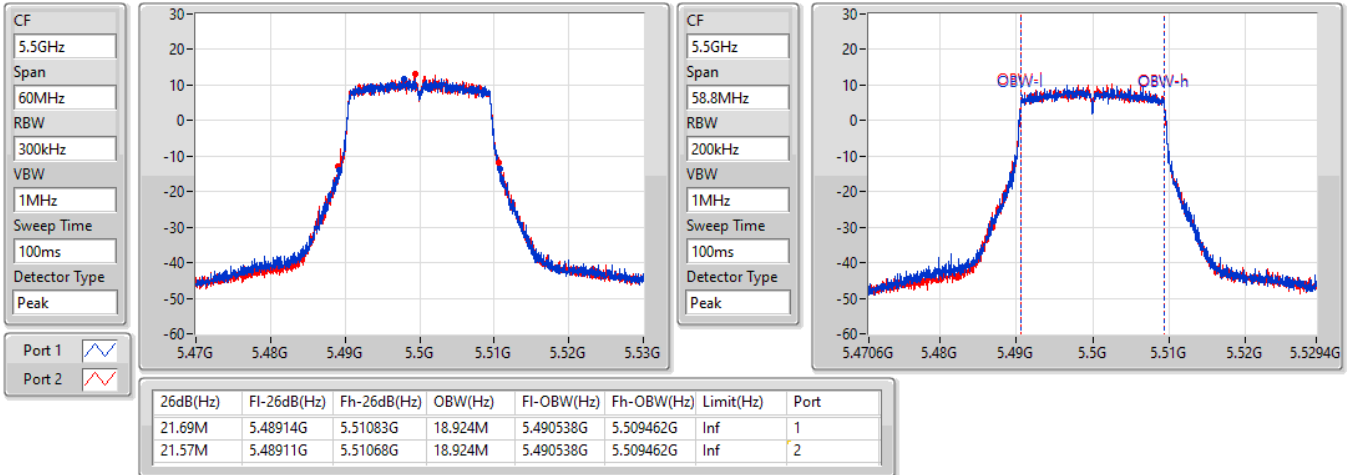 CF
5.5GHz
Span
60MHz
RBW
300kHz
VBW
1MHz
Sweep Time
100ms
Detector Type
Peak
30
20
10
0
-10
-20
-30
-40
-50
-60
5.47G 5.48G 5.49G 5.5G 5.51G 5.52G 5.53G
CF
5.5GHz
Span
58.8MHz
RBW
200kHz
VBW
1MHz
Sweep Time
100ms
Detector Type
Peak
30
20
10
0
-10
-20
-30
-40
-50
-60
OBW-l OBW-h
5.4706G 5.48G 5.49G 5.5G 5.51G 5.52G 5.5294G
Port 1
Port 2
26dB(Hz) Fl-26dB(Hz) Fh-26dB(Hz) OBW(Hz) Fl-OBW(Hz) Fh-OBW(Hz) Limit(Hz) Port
21.69M 5.48914G 5.51083G 18.924M 5.490538G 5.509462G Inf 1
21.57M 5.48911G 5.51068G 18.924M 5.490538G 5.509462G Inf 2